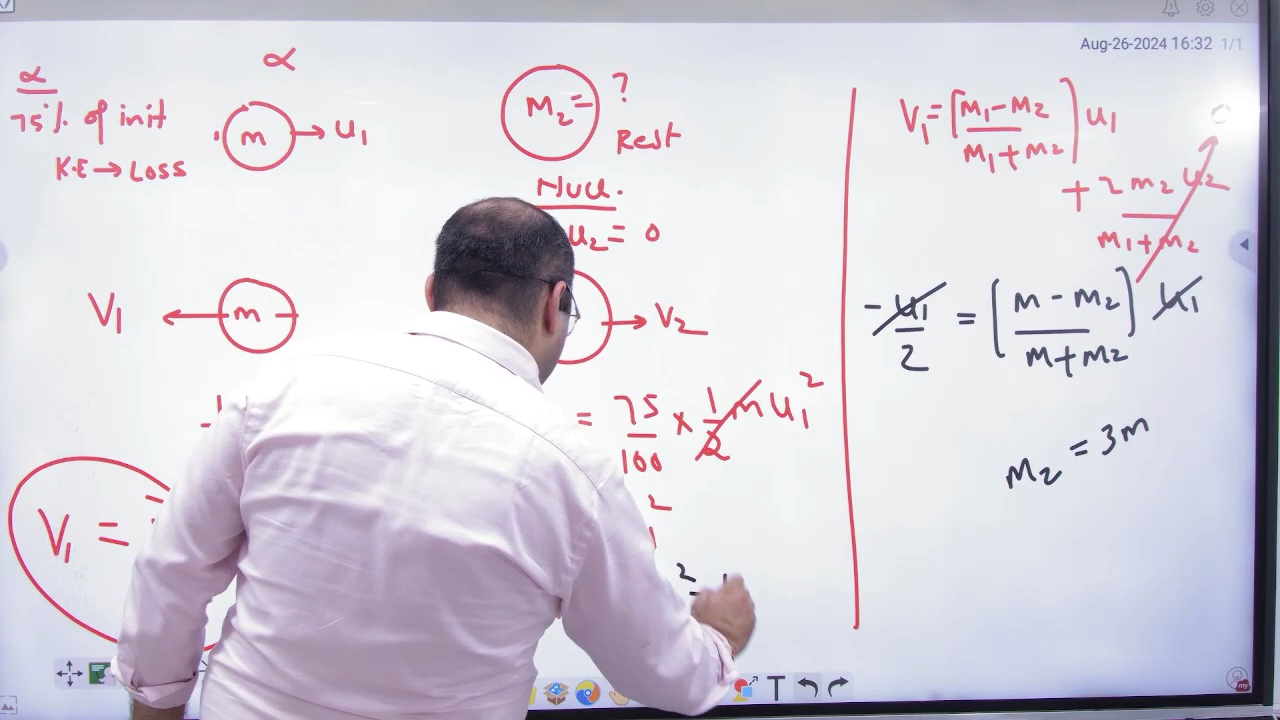 Aug-26-2024 16:32 1/1
α
α
75% of init
K.E → Loss
m → u1
M2 = ?
Rest
Nucl.
u2 = 0
V1 ← m
→ V2
= 75/100 × 1/2 m u1²
V1 =
2
2
V1 = [M1 - M2 / M1 + M2] u1
+ 2 m2 u2 / m1 + m2
- u1/2 = [m - m2 / m + m2] u1
M2 = 3m
T